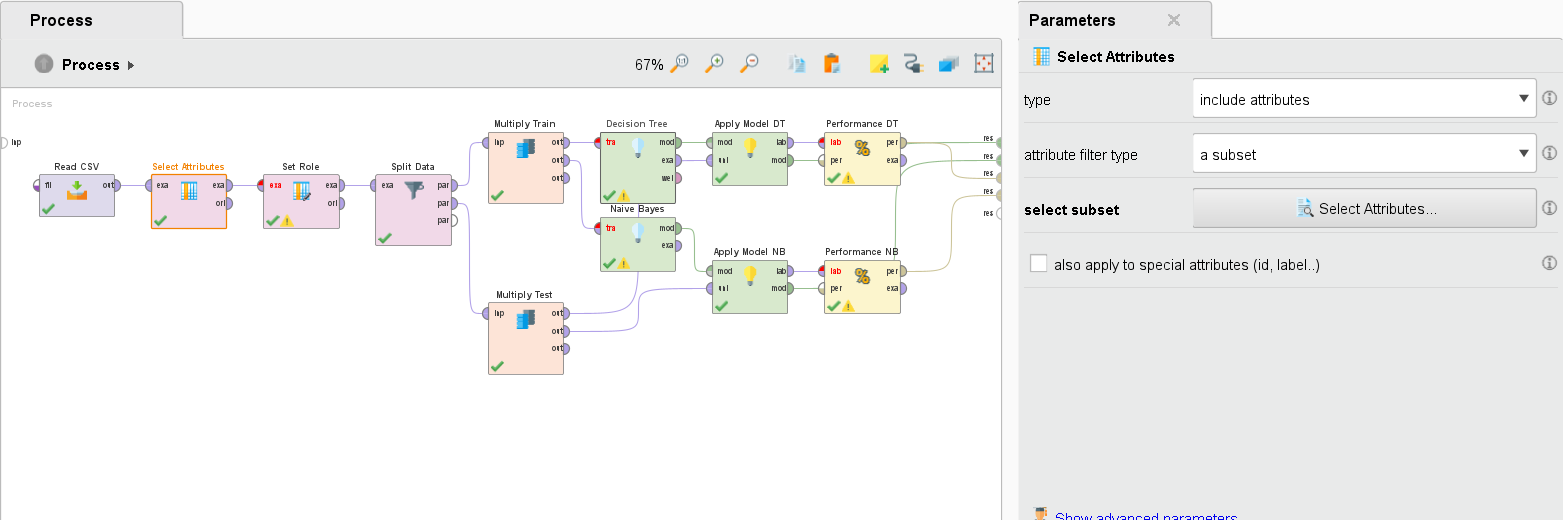 Process
Process
67%
Process
inp
Read CSV
fil
out
Select Attributes
exa
exa
ori
Set Role
exa
exa
ori
Split Data
exa
par
par
par
Multiply Train
inp
out
out
out
Decision Tree
tra
mod
exa
wei
Naive Bayes
tra
mod
exa
Multiply Test
inp
out
out
out
Apply Model DT
mod
unl
lab
mod
Performance DT
lab
per
per
exa
Apply Model NB
mod
unl
lab
mod
Performance NB
lab
per
per
exa
res
res
res
res
Parameters
Select Attributes
type
include attributes
attribute filter type
a subset
select subset
Select Attributes...
also apply to special attributes (id, label..)
Show advanced parameters